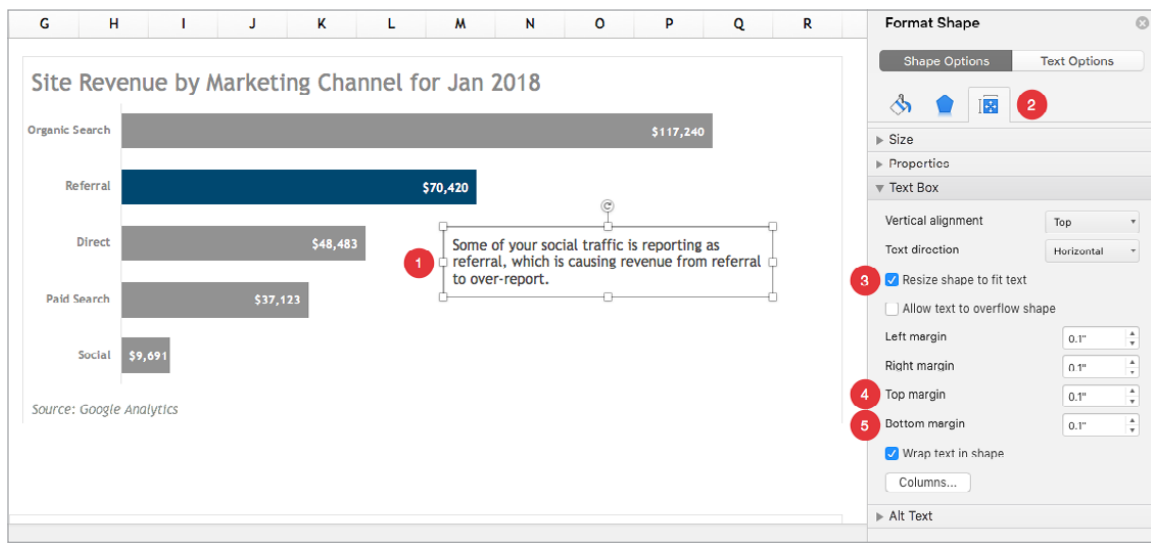 G H I J K L M N O P Q R
Site Revenue by Marketing Channel for Jan 2018
Organic Search $117,240
Referral $70,420
Direct $48,483
Paid Search $37,123
Social $9,691
Source: Google Analytics
1
Some of your social traffic is reporting as
referral, which is causing revenue from referral
to over-report.
Format Shape
Shape Options Text Options
2
Size
Properties
Text Box
Vertical alignment Top
Text direction Horizontal
3 Resize shape to fit text
Allow text to overflow shape
Left margin 0.1"
Right margin 0.1"
4 Top margin 0.1"
5 Bottom margin 0.1"
Wrap text in shape
Columns...
Alt Text